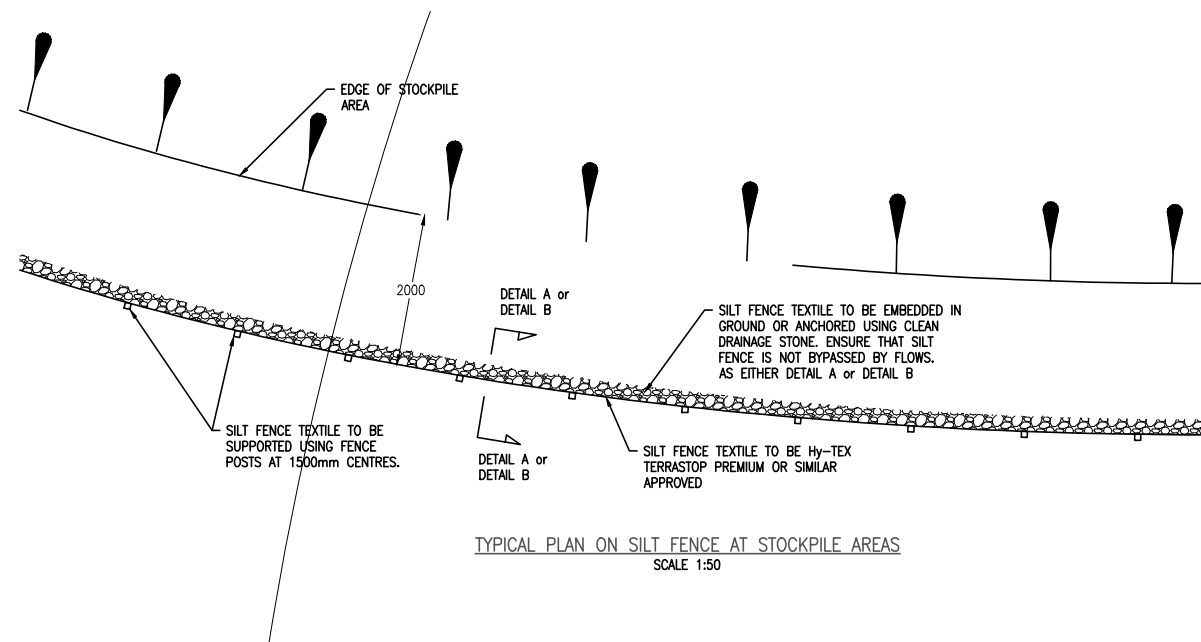 EDGE OF STOCKPILE
AREA
2000
DETAIL A or
DETAIL B
SILT FENCE TEXTILE TO BE EMBEDDED IN
GROUND OR ANCHORED USING CLEAN
DRAINAGE STONE. ENSURE THAT SILT
FENCE IS NOT BYPASSED BY FLOWS.
AS EITHER DETAIL A or DETAIL B
SILT FENCE TEXTILE TO BE
SUPPORTED USING FENCE
POSTS AT 1500mm CENTRES.
DETAIL A or
DETAIL B
SILT FENCE TEXTILE TO BE Hy-TEX
TERRASTOP PREMIUM OR SIMILAR
APPROVED
TYPICAL PLAN ON SILT FENCE AT STOCKPILE AREAS
SCALE 1:50